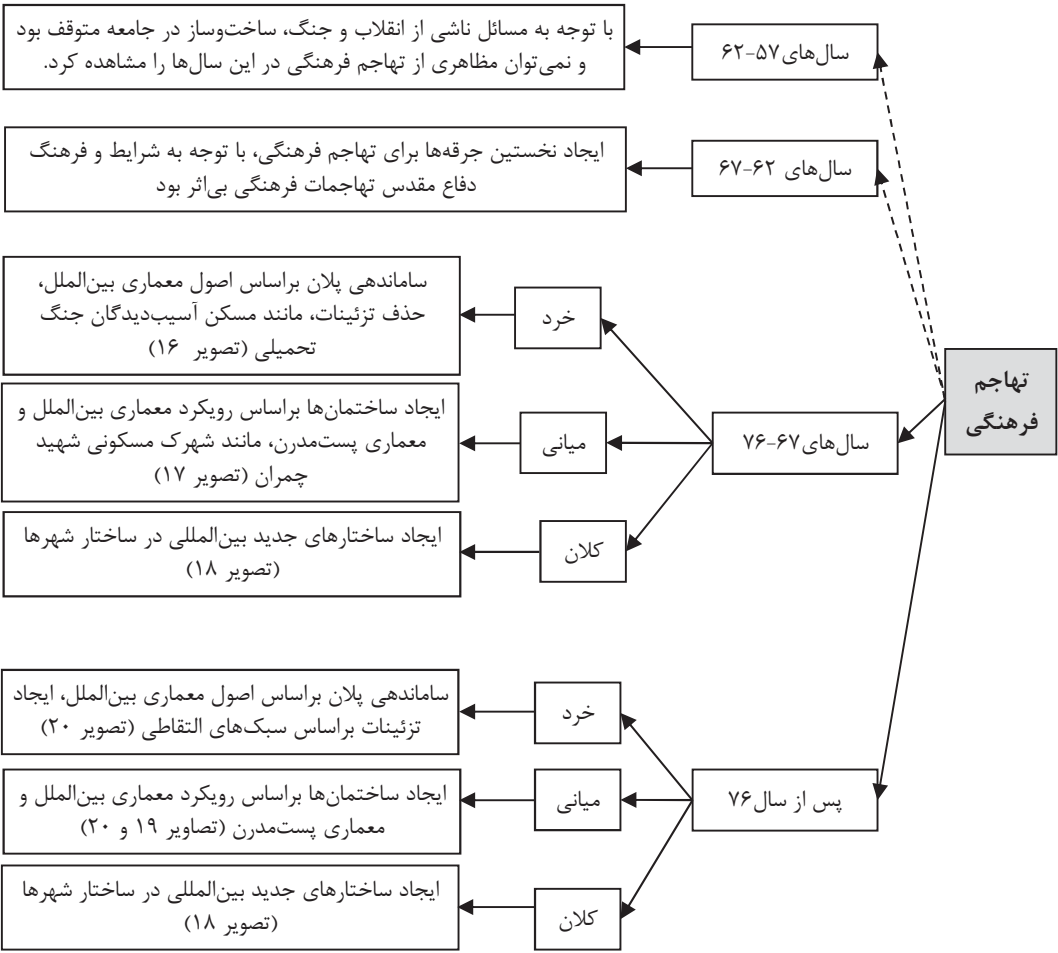 تهاجم
فرهنگی
سال‌های ۵۷-۶۲
با توجه به مسائل ناشی از انقلاب و جنگ، ساخت‌وساز در جامعه متوقف بود
و نمی‌توان مظاهری از تهاجم فرهنگی در این سال‌ها را مشاهده کرد.
سال‌های ۶۲-۶۷
ایجاد نخستین جرقه‌ها برای تهاجم فرهنگی، با توجه به شرایط و فرهنگ
دفاع مقدس تهاجمات فرهنگی بی‌اثر بود
سال‌های ۶۷-۷۶
خرد
ساماندهی پلان براساس اصول معماری بین‌الملل،
حذف تزئینات، مانند مسکن آسیب‌دیدگان جنگ
تحمیلی (تصویر ۱۶)
میانی
ایجاد ساختمان‌ها براساس رویکرد معماری بین‌الملل و
معماری پست‌مدرن، مانند شهرک مسکونی شهید
چمران (تصویر ۱۷)
کلان
ایجاد ساختارهای جدید بین‌المللی در ساختار شهرها
(تصویر ۱۸)
پس از سال ۷۶
خرد
ساماندهی پلان براساس اصول معماری بین‌الملل، ایجاد
تزئینات براساس سبک‌های التقاطی (تصویر ۲۰)
میانی
ایجاد ساختمان‌ها براساس رویکرد معماری بین‌الملل و
معماری پست‌مدرن (تصاویر ۱۹ و ۲۰)
کلان
ایجاد ساختارهای جدید بین‌المللی در ساختار شهرها
(تصویر ۱۸)